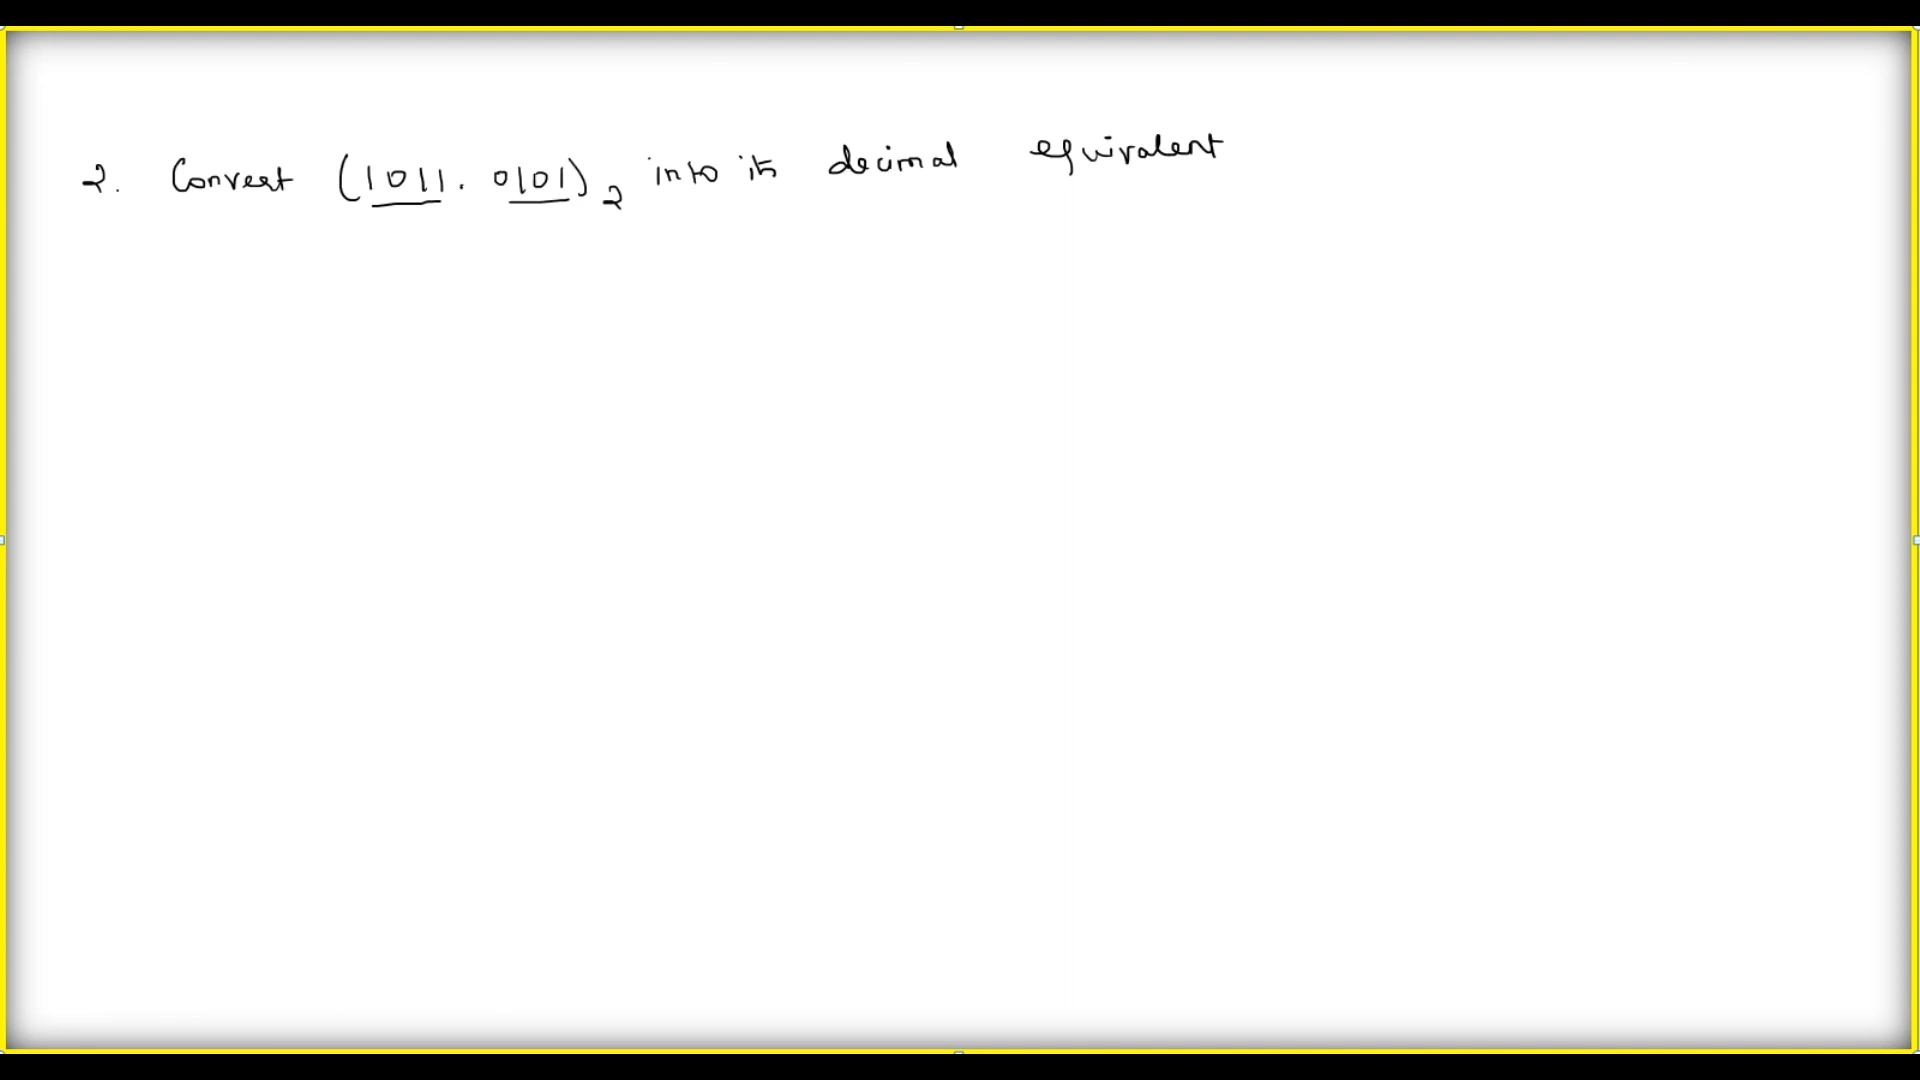 2. Convert (1011. 0101)₂ into its decimal equivalent